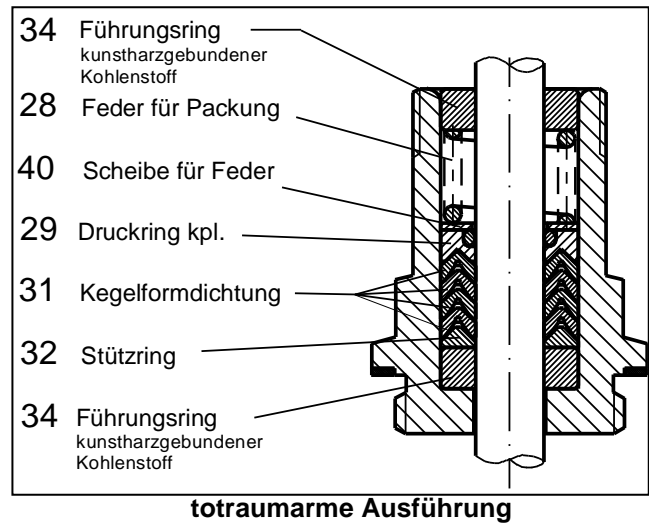 34 Führungsring
kunstharzgebundener
Kohlenstoff
28 Feder für Packung
40 Scheibe für Feder
29 Druckring kpl.
31 Kegelformdichtung
32 Stützring
34 Führungsring
kunstharzgebundener
Kohlenstoff
totraumarme Ausführung